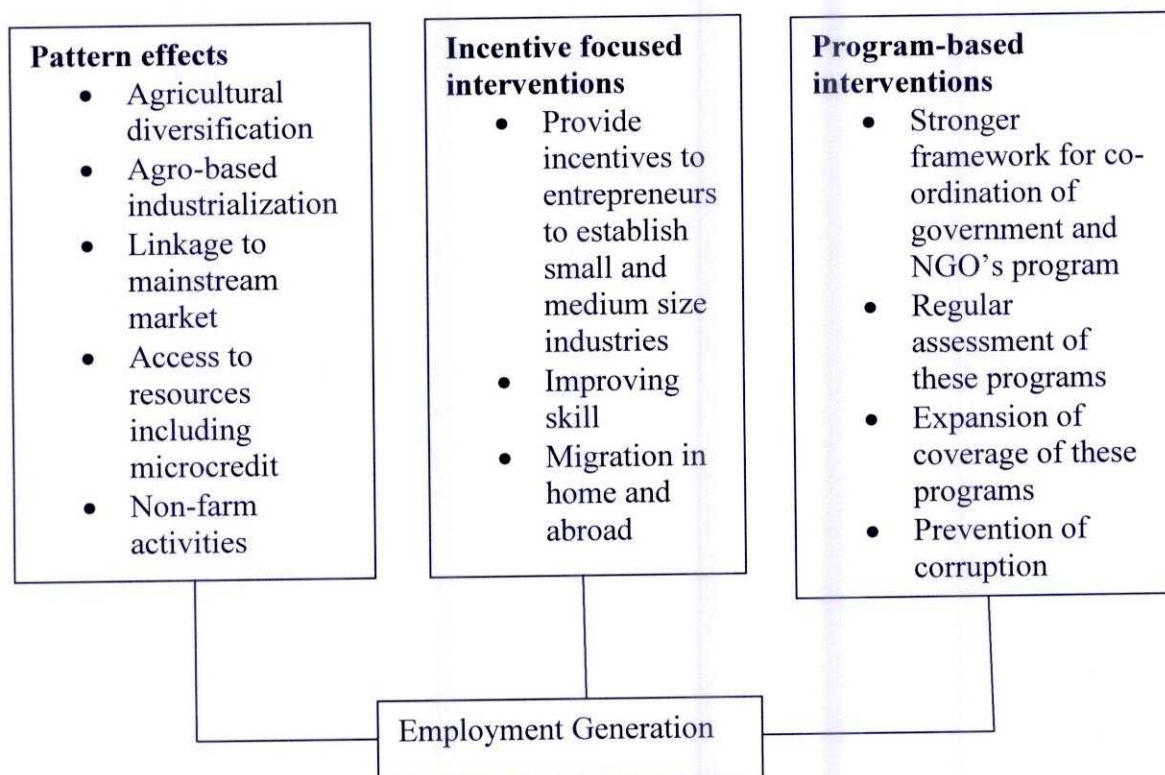 Pattern effects
• Agricultural
diversification
• Agro-based
industrialization
• Linkage to
mainstream
market
• Access to
resources
including
microcredit
• Non-farm
activities
Incentive focused
interventions
• Provide
incentives to
entrepreneurs
to establish
small and
medium size
industries
• Improving
skill
• Migration in
home and
abroad
Program-based
interventions
• Stronger
framework for co-
ordination of
government and
NGO’s program
• Regular
assessment of
these programs
• Expansion of
coverage of these
programs
• Prevention of
corruption
Employment Generation